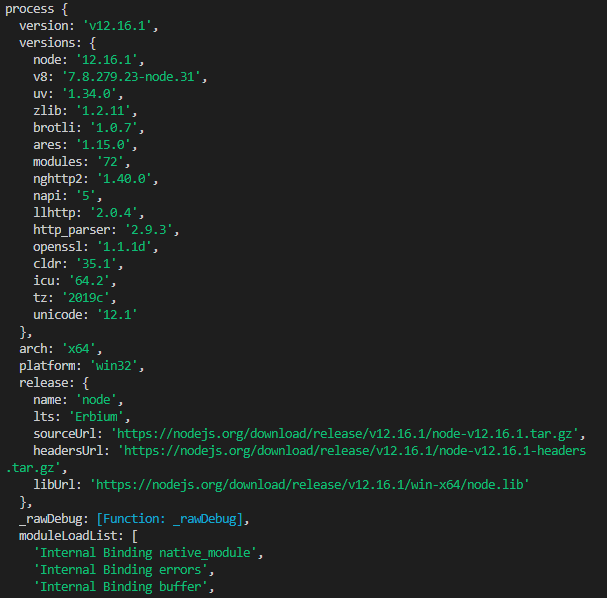 process {
  version: 'v12.16.1',
  versions: {
    node: '12.16.1',
    v8: '7.8.279.23-node.31',
    uv: '1.34.0',
    zlib: '1.2.11',
    brotli: '1.0.7',
    ares: '1.15.0',
    modules: '72',
    nghttp2: '1.40.0',
    napi: '5',
    llhttp: '2.0.4',
    http_parser: '2.9.3',
    openssl: '1.1.1d',
    cldr: '35.1',
    icu: '64.2',
    tz: '2019c',
    unicode: '12.1'
  },
  arch: 'x64',
  platform: 'win32',
  release: {
    name: 'node',
    lts: 'Erbium',
    sourceUrl: 'https://nodejs.org/download/release/v12.16.1/node-v12.16.1.tar.gz',
    headersUrl: 'https://nodejs.org/download/release/v12.16.1/node-v12.16.1-headers
.tar.gz',
    libUrl: 'https://nodejs.org/download/release/v12.16.1/win-x64/node.lib'
  },
  _rawDebug: [Function: _rawDebug],
  moduleLoadList: [
    'Internal Binding native_module',
    'Internal Binding errors',
    'Internal Binding buffer',